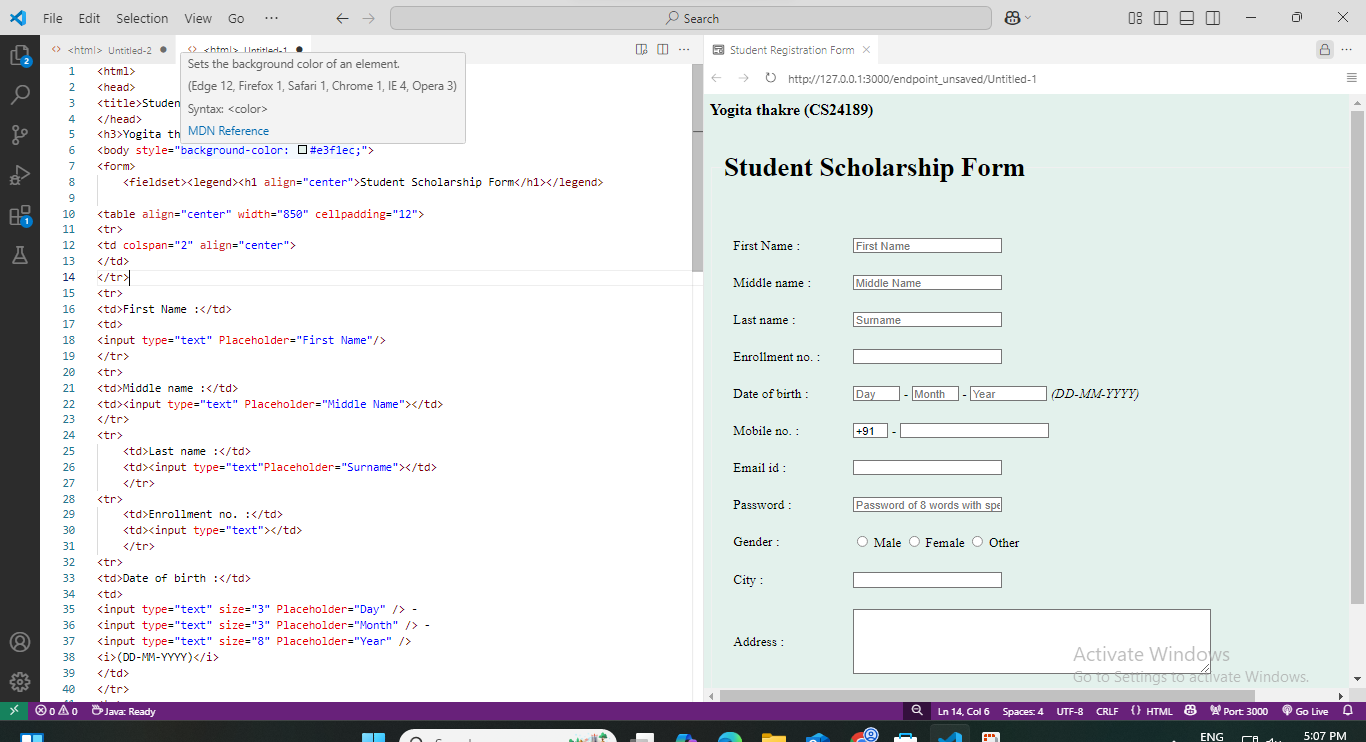 File Edit Selection View Go ··· Search
<html> Untitled-2 ● <html> Untitled-1 ●
Student Registration Form
http://127.0.0.1:3000/endpoint_unsaved/Untitled-1
Sets the background color of an element.
(Edge 12, Firefox 1, Safari 1, Chrome 1, IE 4, Opera 3)
Syntax: <color>
MDN Reference
2
1
1 <html>
2 <head>
3 <title>Studen
4 </head>
5 <h3>Yogita th
6 <body style="background-color: #e3f1ec;">
7 <form>
8 <fieldset><legend><h1 align="center">Student Scholarship Form</h1></legend>
9
10 <table align="center" width="850" cellpadding="12">
11 <tr>
12 <td colspan="2" align="center">
13 </td>
14 </tr>
15 <tr>
16 <td>First Name :</td>
17 <td>
18 <input type="text" Placeholder="First Name"/>
19 </tr>
20 <tr>
21 <td>Middle name :</td>
22 <td><input type="text" Placeholder="Middle Name"></td>
23 </tr>
24 <tr>
25 <td>Last name :</td>
26 <td><input type="text"Placeholder="Surname"></td>
27 </tr>
28 <tr>
29 <td>Enrollment no. :</td>
30 <td><input type="text"></td>
31 </tr>
32 <tr>
33 <td>Date of birth :</td>
34 <td>
35 <input type="text" size="3" Placeholder="Day" /> -
36 <input type="text" size="3" Placeholder="Month" /> -
37 <input type="text" size="8" Placeholder="Year" />
38 <i>(DD-MM-YYYY)</i>
39 </td>
40 </tr>
Yogita thakre (CS24189)
Student Scholarship Form
First Name : First Name
Middle name : Middle Name
Last name : Surname
Enrollment no. :
Date of birth : Day - Month - Year (DD-MM-YYYY)
Mobile no. : +91 -
Email id :
Password : Password of 8 words with spe
Gender : Male Female Other
City :
Address :
Activate Windows
Go to Settings to activate Windows.
0 0 Java: Ready Ln 14, Col 6 Spaces: 4 UTF-8 CRLF {} HTML Port: 3000 Go Live
ENG 5:07 PM